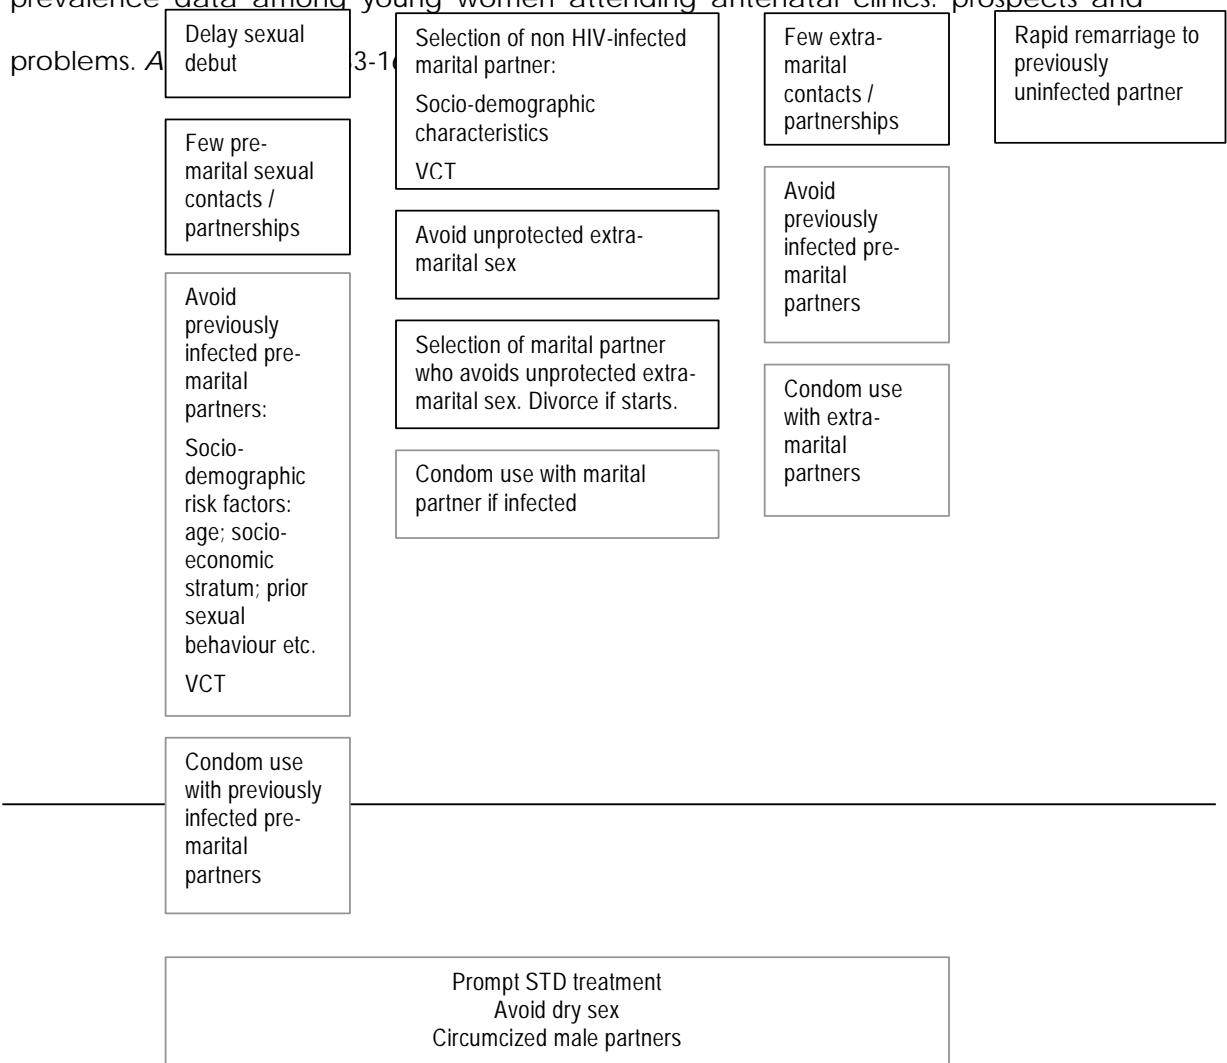 prevalence data among young women attending antenatal clinics: prospects and
problems. A
3-1
Delay sexual
debut
Few pre-
marital sexual
contacts /
partnerships
Avoid
previously
infected pre-
marital
partners:
Socio-
demographic
risk factors:
age; socio-
economic
stratum; prior
sexual
behaviour etc.
VCT
Condom use
with previously
infected pre-
marital
partners
Selection of non HIV-infected
marital partner:
Socio-demographic
characteristics
VCT
Avoid unprotected extra-
marital sex
Selection of marital partner
who avoids unprotected extra-
marital sex. Divorce if starts.
Condom use with marital
partner if infected
Few extra-
marital
contacts /
partnerships
Avoid
previously
infected pre-
marital
partners
Condom use
with extra-
marital
partners
Rapid remarriage to
previously
uninfected partner
Prompt STD treatment
Avoid dry sex
Circumcized male partners